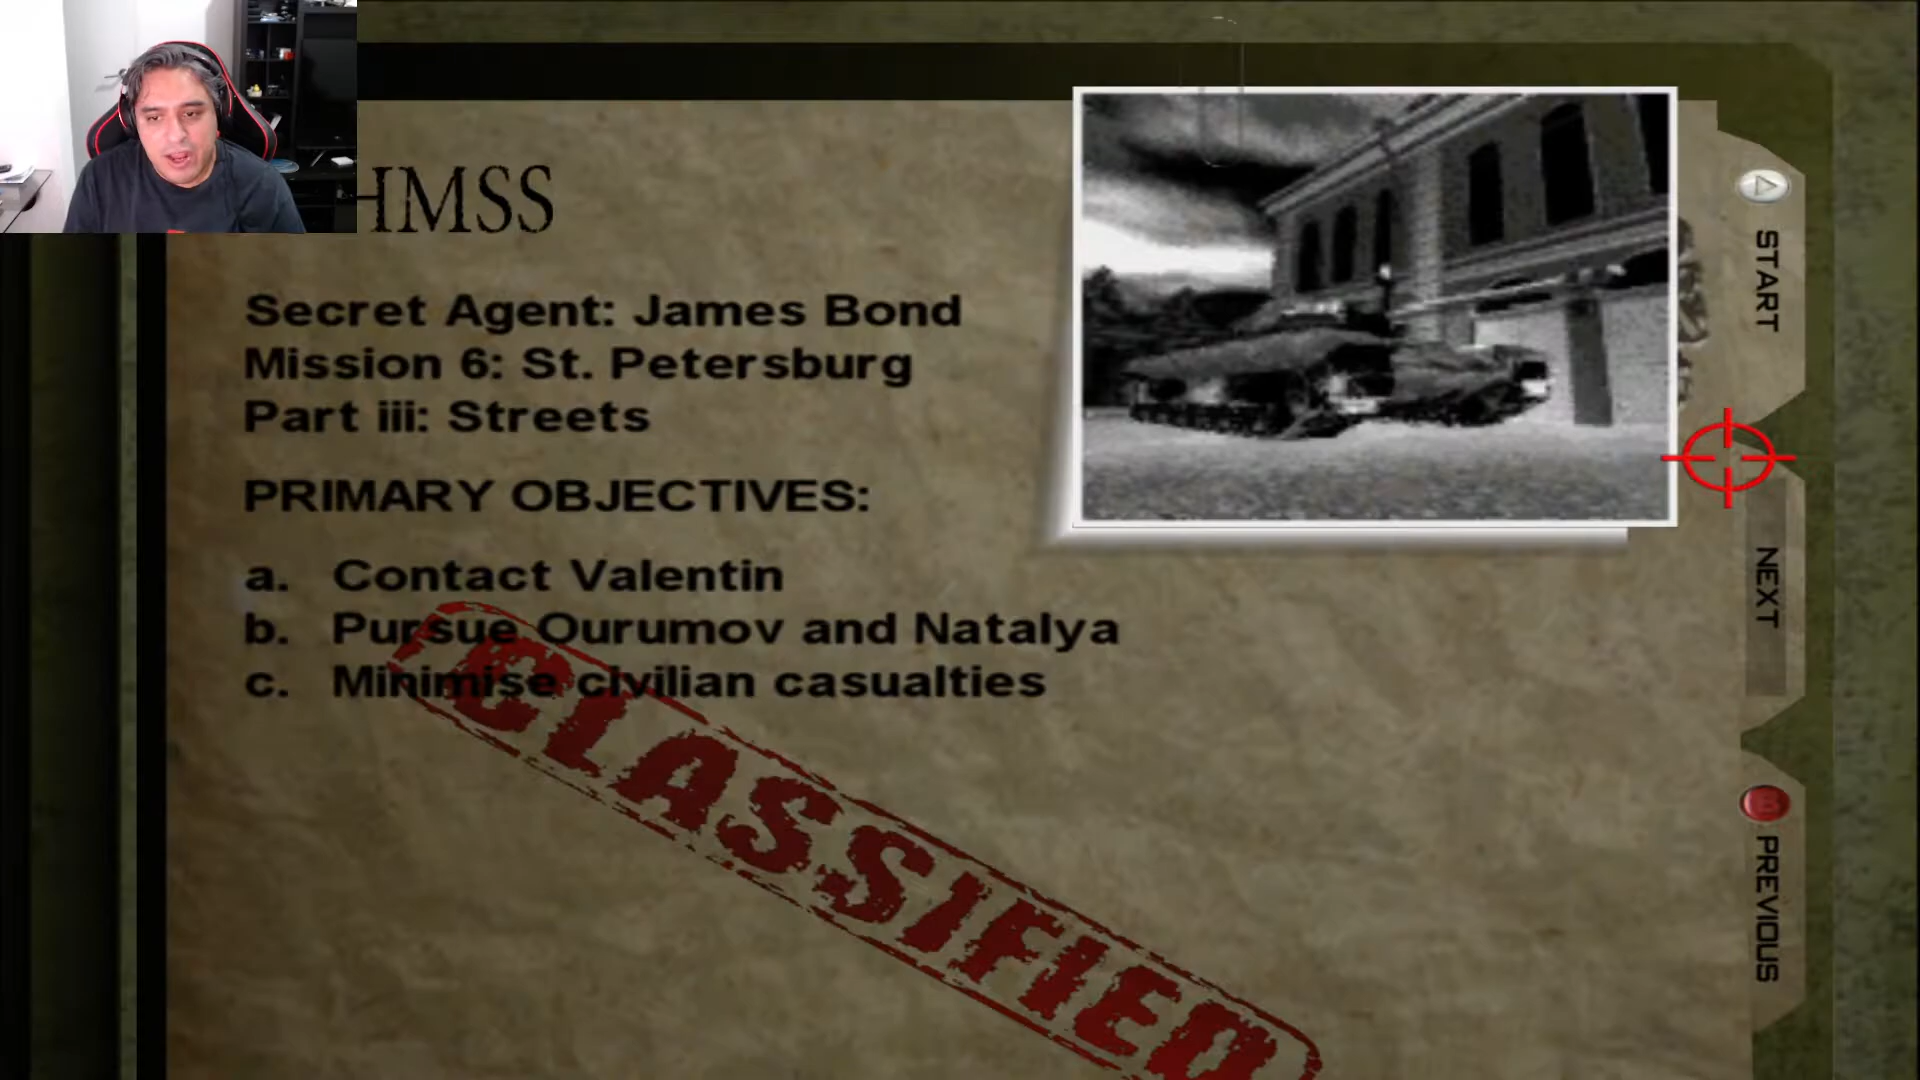 HMSS
Secret Agent: James Bond
Mission 6: St. Petersburg
Part iii: Streets
PRIMARY OBJECTIVES:
a. Contact Valentin
b. Pursue Ourumov and Natalya
c. Minimise civilian casualties
CLASSIFIED
START
NEXT
B
PREVIOUS